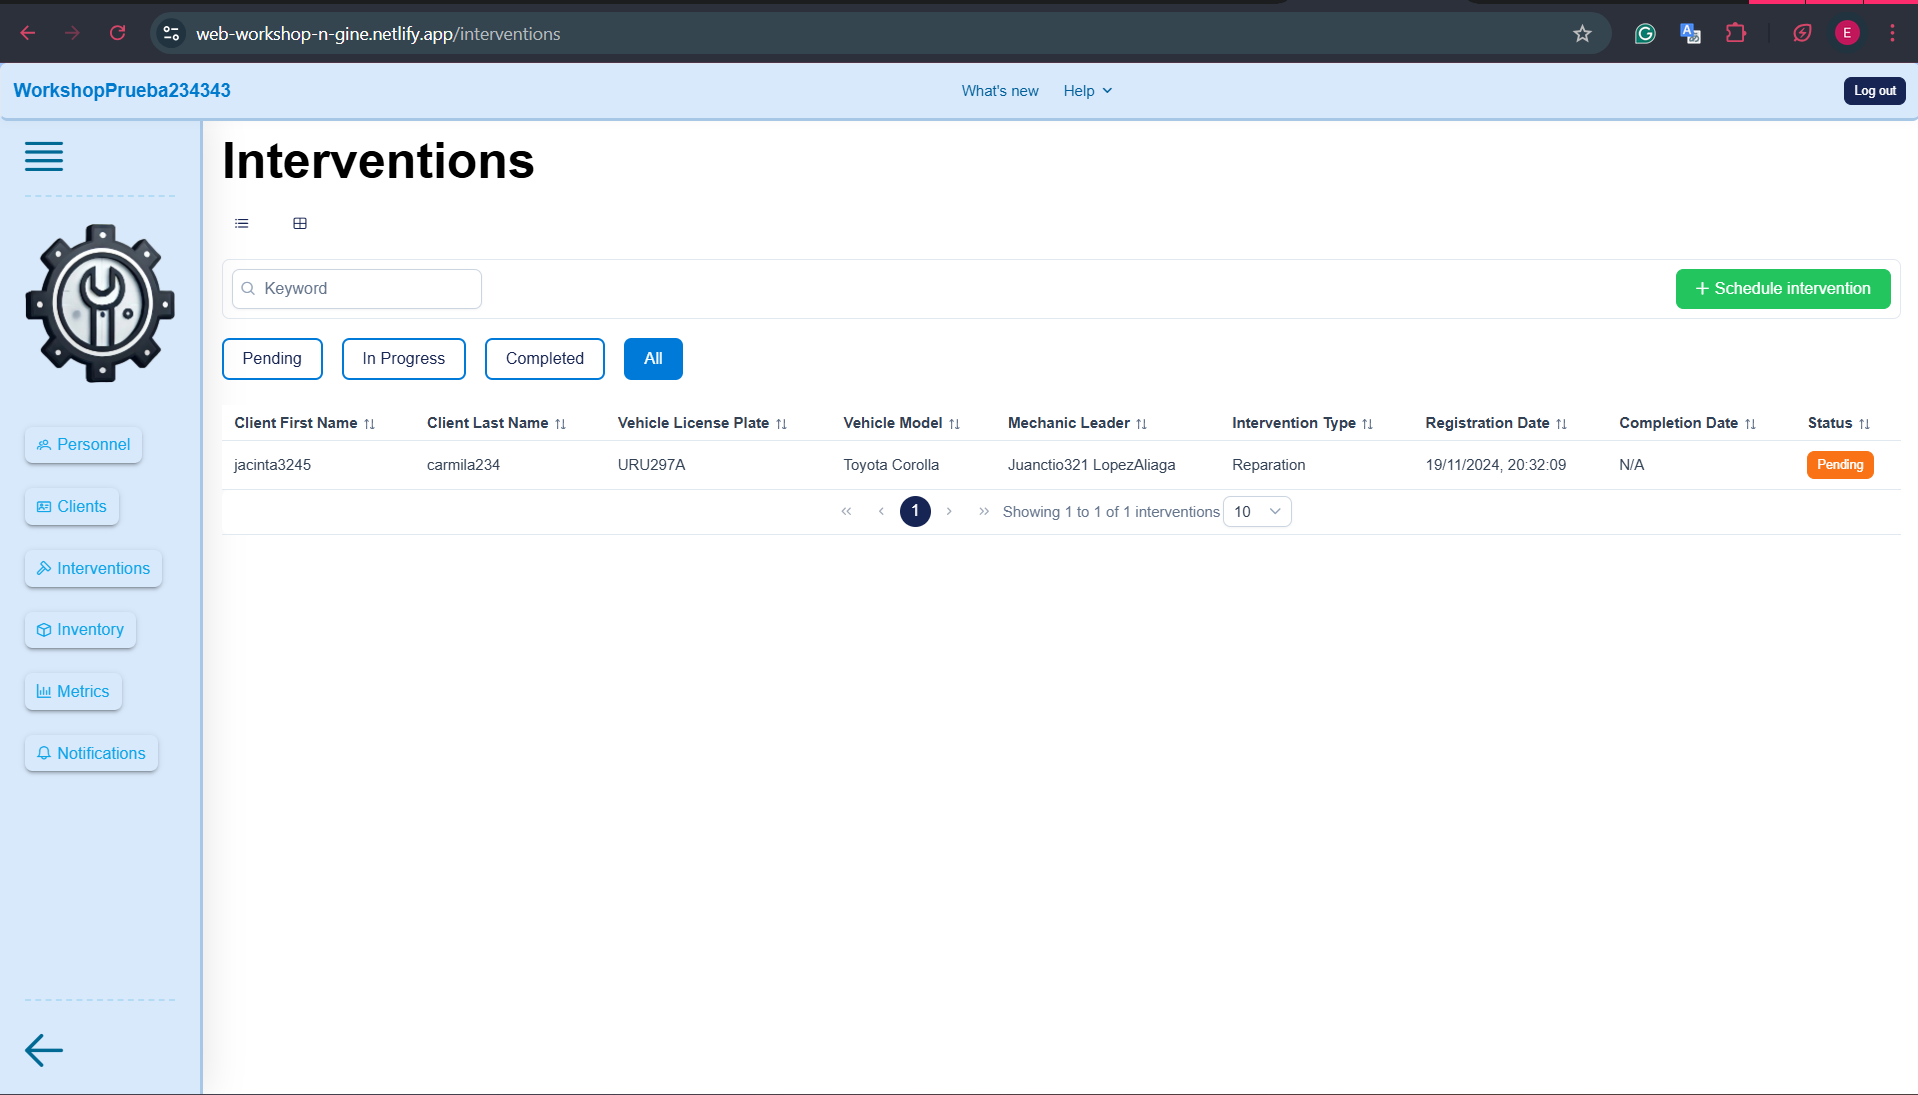 web-workshop-n-gine.netlify.app/interventions
E
WorkshopPrueba234343
What's new
Help
Log out
Interventions
Keyword
+ Schedule intervention
Pending
In Progress
Completed
All
Client First Name
Client Last Name
Vehicle License Plate
Vehicle Model
Mechanic Leader
Intervention Type
Registration Date
Completion Date
Status
jacinta3245
carmila234
URU297A
Toyota Corolla
Juanctio321 LopezAliaga
Reparation
19/11/2024, 20:32:09
N/A
Pending
1
Showing 1 to 1 of 1 interventions
10
Personnel
Clients
Interventions
Inventory
Metrics
Notifications